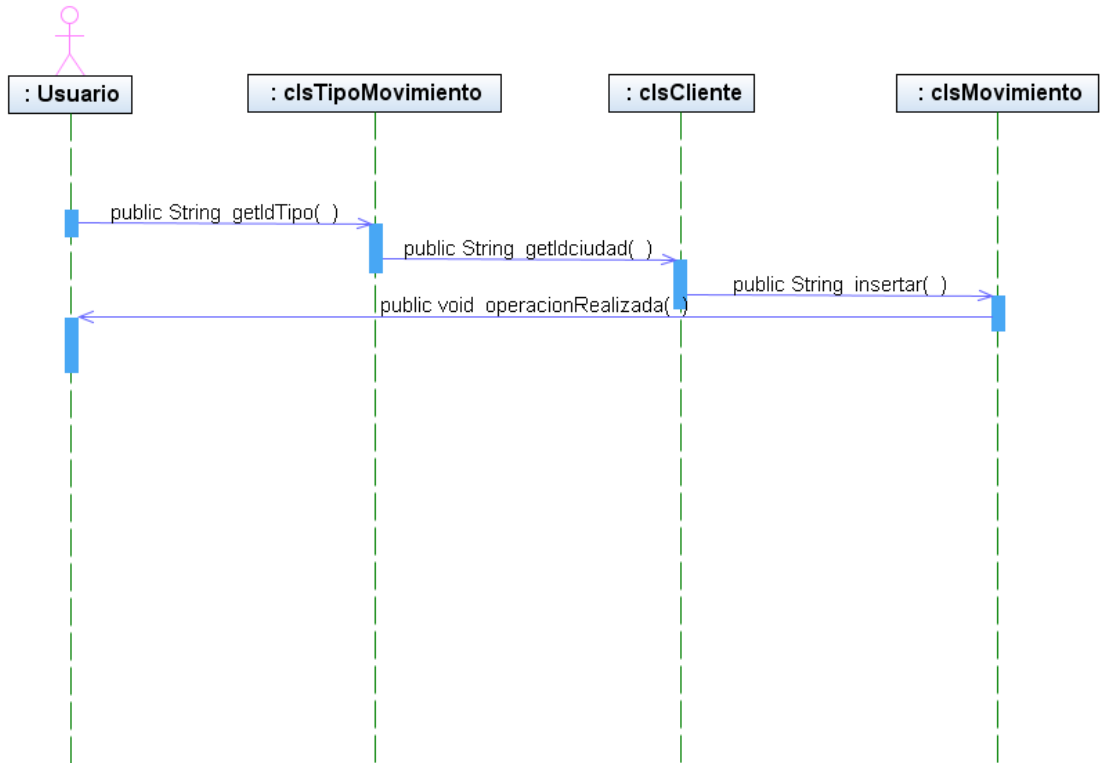 : Usuario
: clsTipoMovimiento
: clsCliente
: clsMovimiento
public String getIdTipo( )
public String getIdciudad( )
public String insertar( )
public void operacionRealizada( )